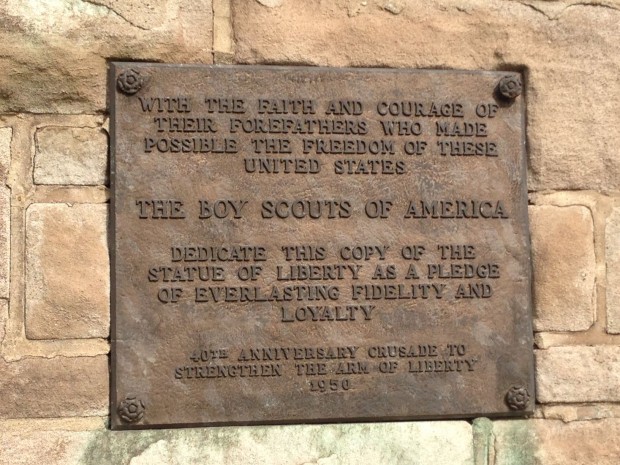 WITH THE FAITH AND COURAGE OF
THEIR FOREFATHERS WHO MADE
POSSIBLE THE FREEDOM OF THESE
UNITED STATES
THE BOY SCOUTS OF AMERICA
DEDICATE THIS COPY OF THE
STATUE OF LIBERTY AS A PLEDGE
OF EVERLASTING FIDELITY AND
LOYALTY
40TH ANNIVERSARY CRUSADE TO
STRENGTHEN THE ARM OF LIBERTY
1950